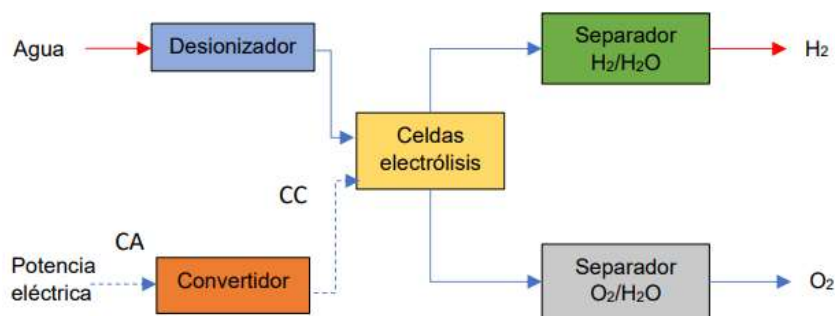 Agua
Desionizador
Separador
H₂/H₂O
H₂
Celdas
electrólisis
CC
CA
Potencia
eléctrica
Convertidor
Separador
O₂/H₂O
O₂